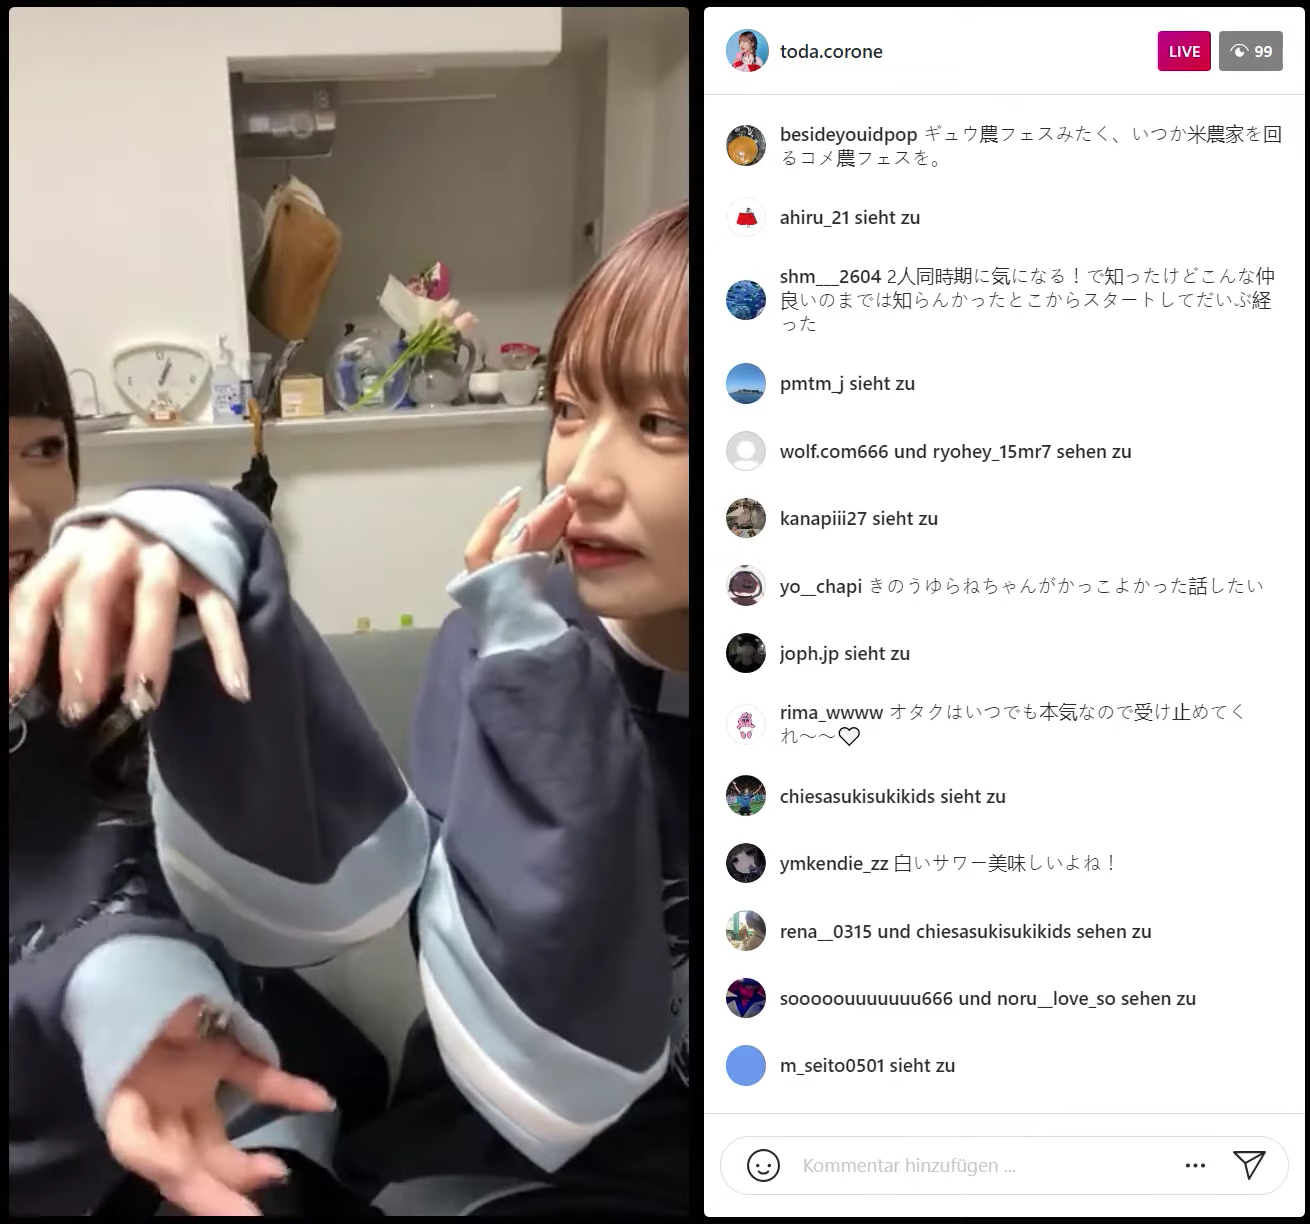 toda.corone
LIVE
99
besideyouidpop ギュウ農フェスみたく、いつか米農家を回
るコメ農フェスを。
ahiru_21 sieht zu
shm___2604 2人同時期に気になる！で知ったけどこんな仲
良いのまでは知らんかったとこからスタートしてだいぶ経
った
pmtm_j sieht zu
wolf.com666 und ryohey_15mr7 sehen zu
kanapiii27 sieht zu
yo__chapi きのうゆらねちゃんがかっこよかった話したい
joph.jp sieht zu
rima_wwww オタクはいつでも本気なので受け止めてく
れ〜〜♡
chiesasukisukikids sieht zu
ymkendie_zz 白いサワー美味しいよね！
rena__0315 und chiesasukisukikids sehen zu
sooooouuuuuuu666 und noru__love_so sehen zu
m_seito0501 sieht zu
Kommentar hinzufügen ...